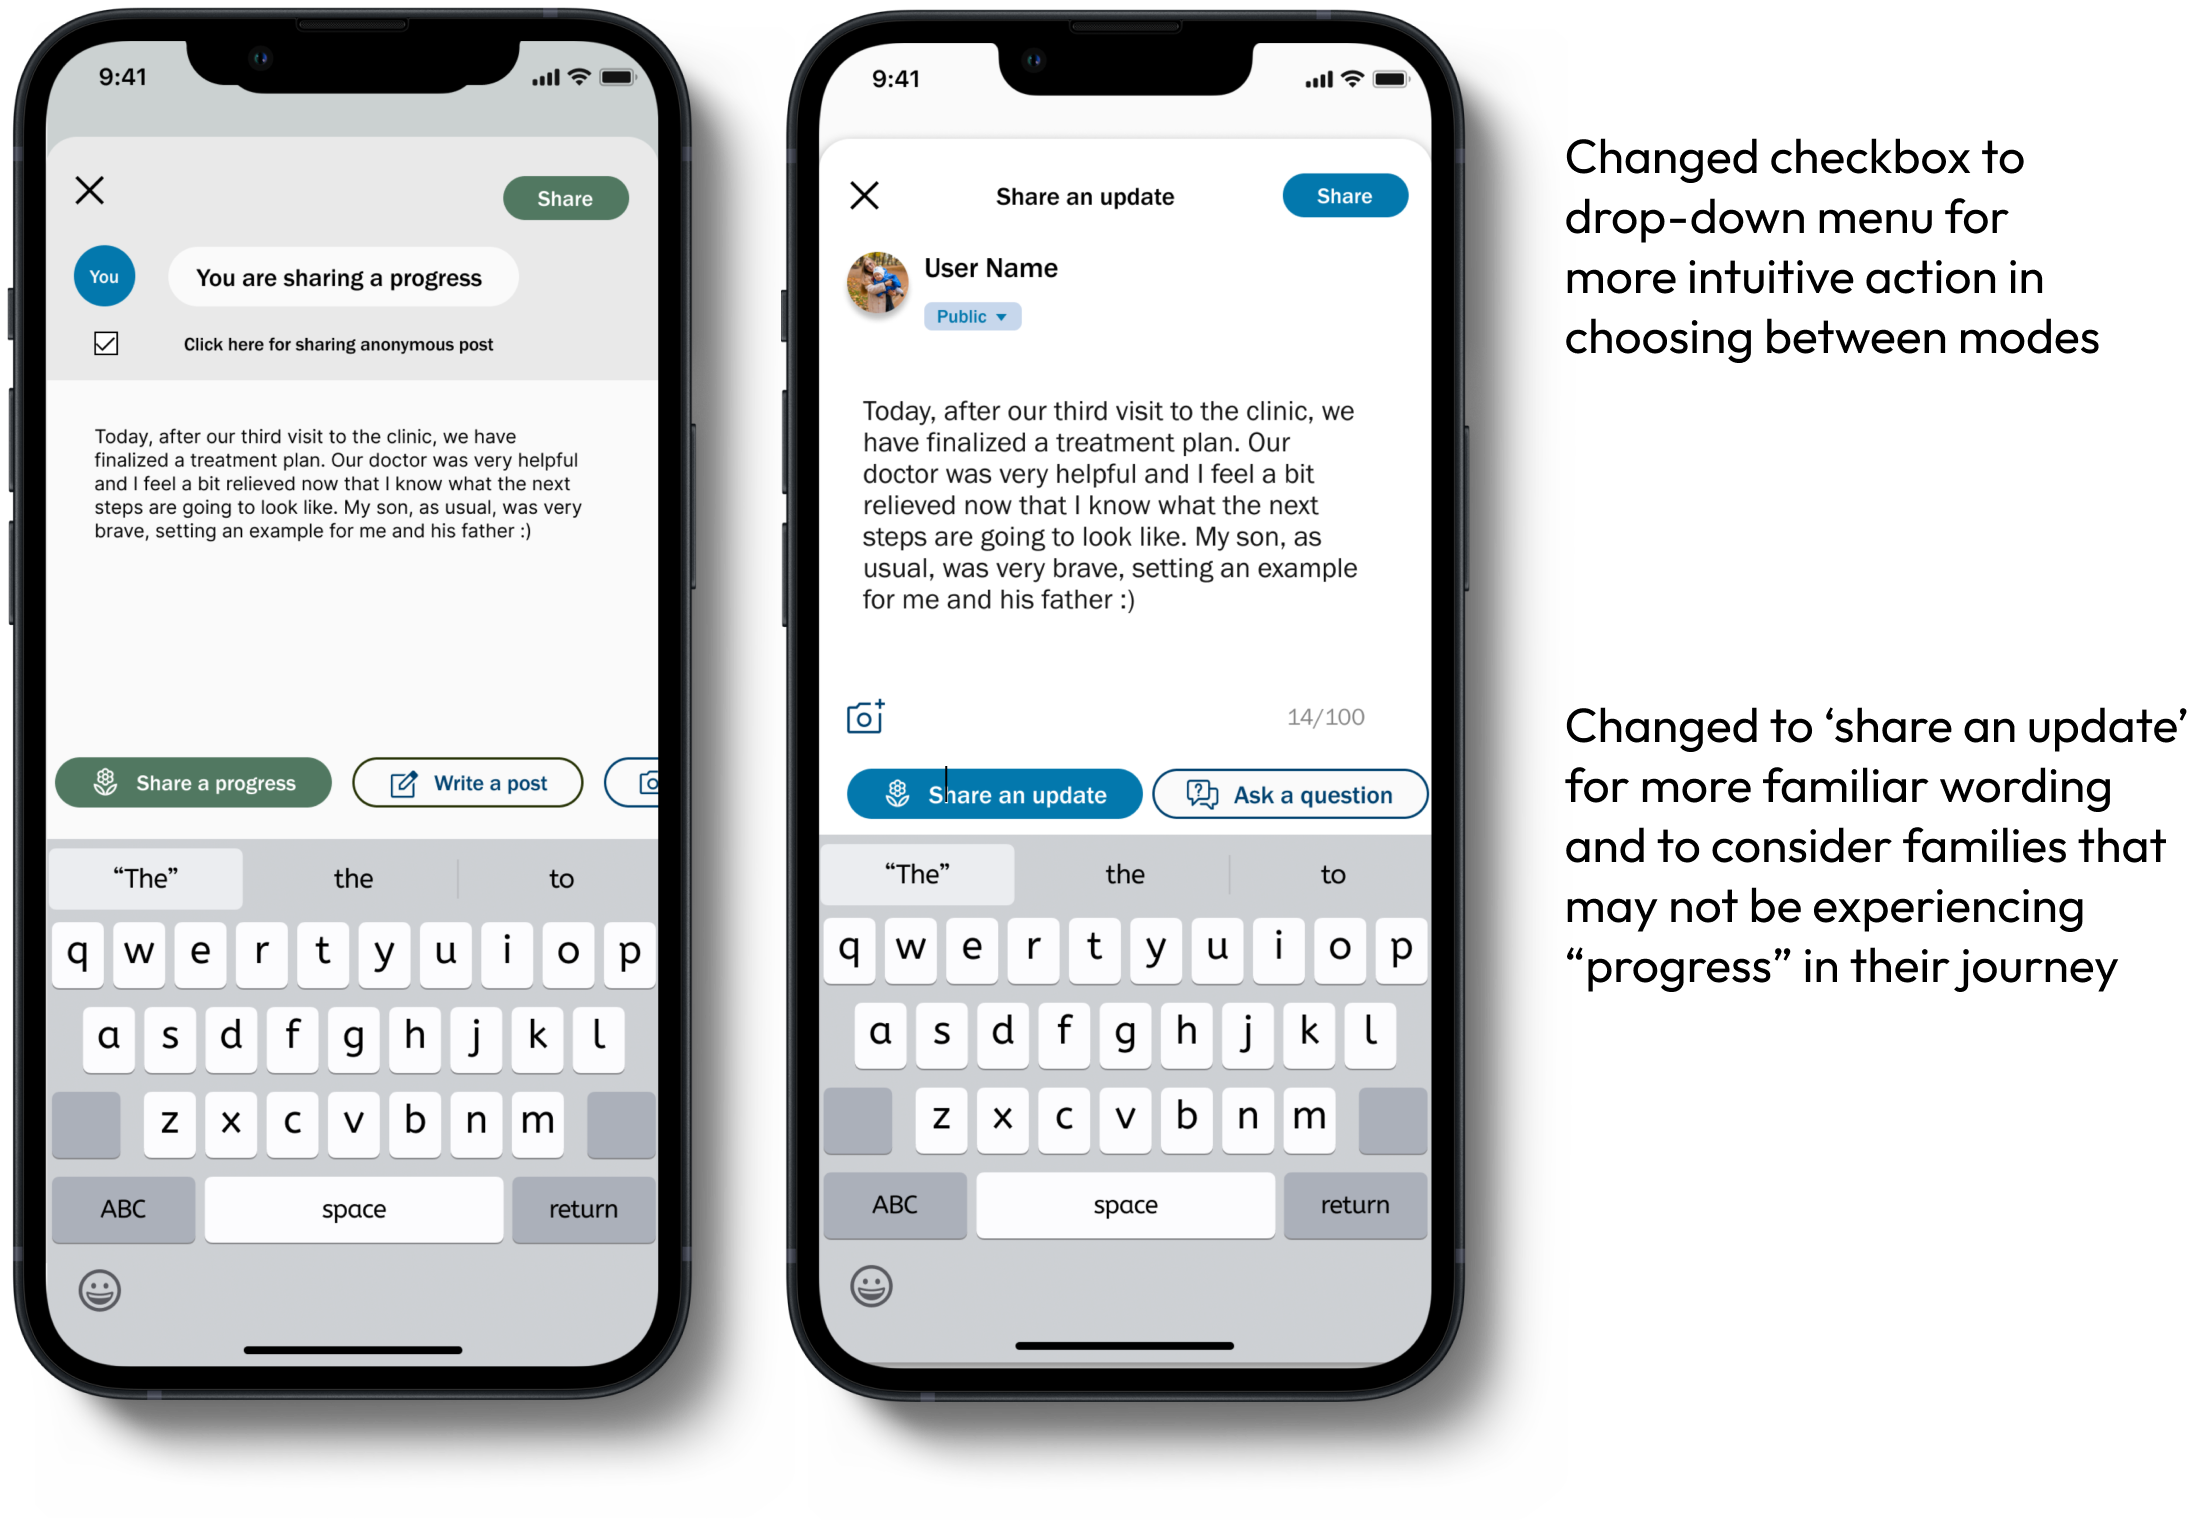 9:41
Share
You
You are sharing a progress
Click here for sharing anonymous post
Today, after our third visit to the clinic, we have
finalized a treatment plan. Our doctor was very helpful
and I feel a bit relieved now that I know what the next
steps are going to look like. My son, as usual, was very
brave, setting an example for me and his father :)
Share a progress
Write a post
“The”
the
to
q w e r t y u i o p
a s d f g h j k l
z x c v b n m
ABC
space
return
9:41
Share an update
Share
User Name
Public
Today, after our third visit to the clinic, we
have finalized a treatment plan. Our
doctor was very helpful and I feel a bit
relieved now that I know what the next
steps are going to look like. My son, as
usual, was very brave, setting an example
for me and his father :)
14/100
Share an update
Ask a question
“The”
the
to
q w e r t y u i o p
a s d f g h j k l
z x c v b n m
ABC
space
return
Changed checkbox to
drop-down menu for
more intuitive action in
choosing between modes
Changed to ‘share an update’
for more familiar wording
and to consider families that
may not be experiencing
“progress” in their journey